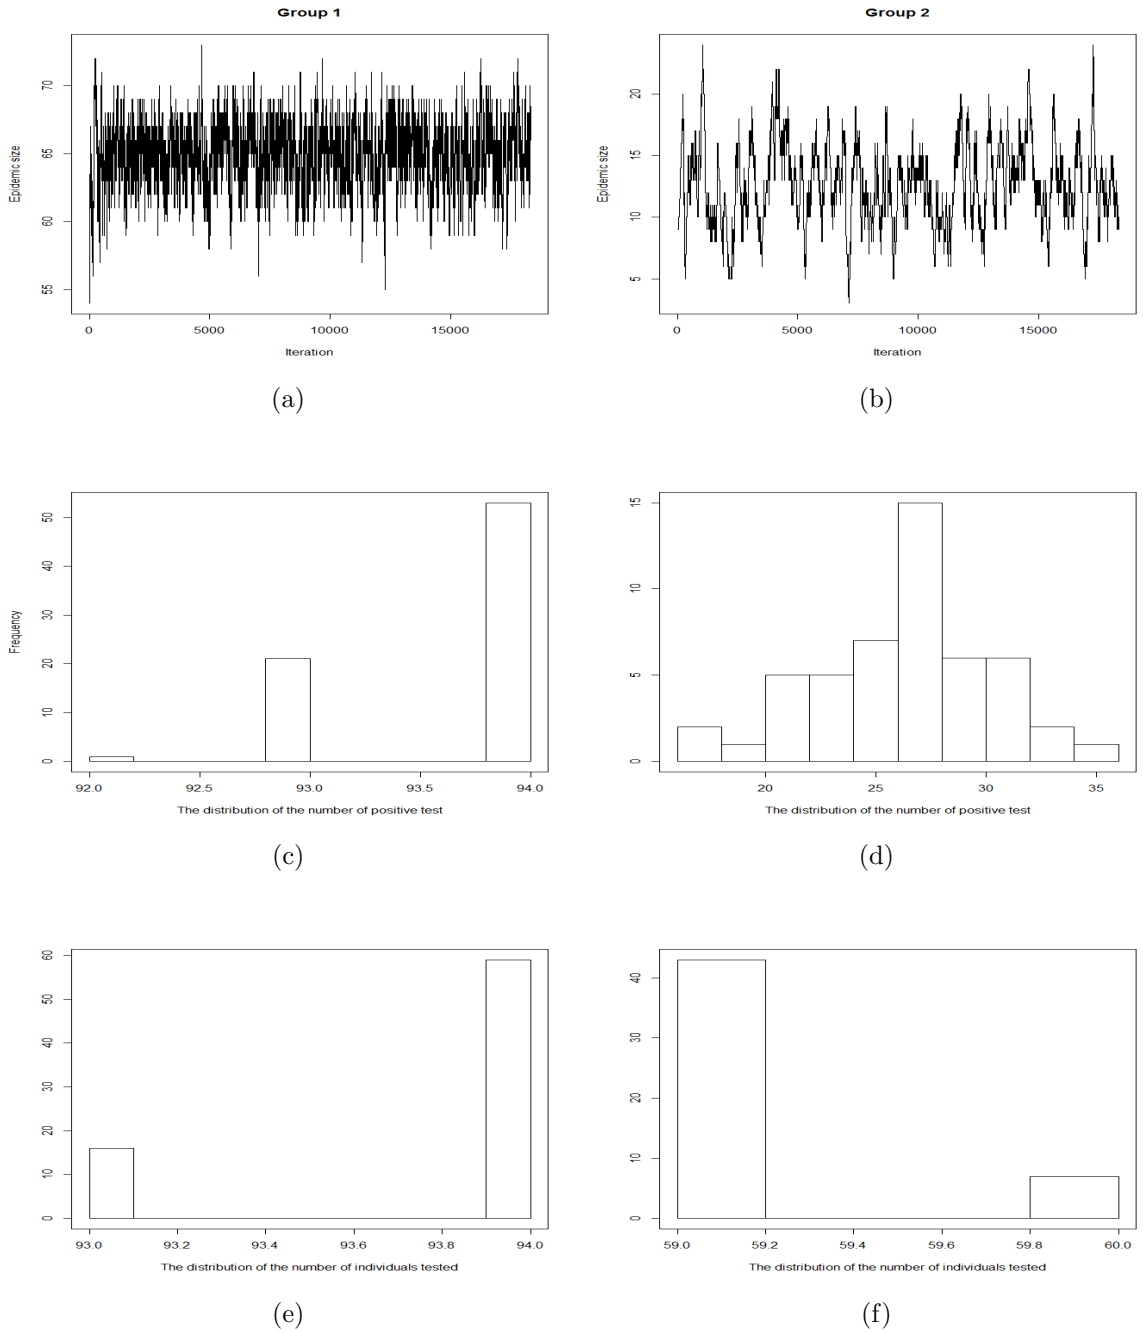 Group 1
Group 2
Epidemic size
55 60 65 70
0 5000 10000 15000
Iteration
(a)
Epidemic size
5 10 15 20
0 5000 10000 15000
Iteration
(b)
Frequency
0 10 20 30 40 50
92.0 92.5 93.0 93.5 94.0
The distribution of the number of positive test
(c)
0 5 10 15
20 25 30 35
The distribution of the number of positive test
(d)
0 10 20 30 40 50 60
93.0 93.2 93.4 93.6 93.8 94.0
The distribution of the number of individuals tested
(e)
0 10 20 30 40
59.0 59.2 59.4 59.6 59.8 60.0
The distribution of the number of individuals tested
(f)